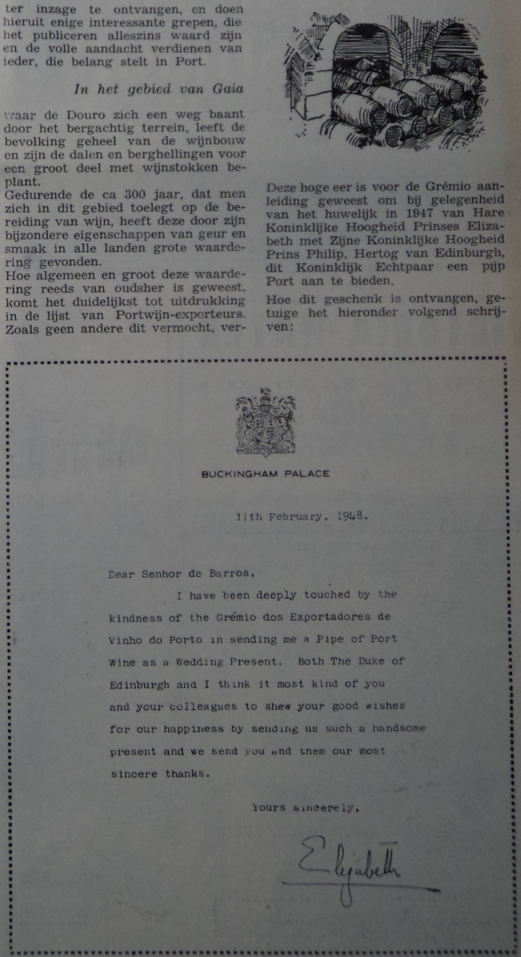 ter inzage te ontvangen, en doen
hieruit enige interessante grepen, die
het publiceren alleszins waard zijn
en de volle aandacht verdienen van
ieder, die belang stelt in Port.
In het gebied van Gaia
waar de Douro zich een weg baant
door het bergachtig terrein, leeft de
bevolking geheel van de wijnbouw
en zijn de dalen en berghellingen voor
een groot deel met wijnstokken be-
plant.
Gedurende de ca 300 jaar, dat men
zich in dit gebied toelegt op de be-
reiding van wijn, heeft deze door zijn
bijzondere eigenschappen van geur en
smaak in alle landen grote waarde-
ring gevonden.
Hoe algemeen en groot deze waarde-
ring reeds van oudsher is geweest,
komt het duidelijkst tot uitdrukking
in de lijst van Portwijn-exporteurs.
Zoals geen andere dit vermocht, ver-
Deze hoge eer is voor de Grémio aan-
leiding geweest om bij gelegenheid
van het huwelijk in 1947 van Hare
Koninklijke Hoogheid Prinses Eliza-
beth met Zijne Koninklijke Hoogheid
Prins Philip, Hertog van Edinburgh,
dit Koninklijk Echtpaar een pijp
Port aan te bieden.
Hoe dit geschenk is ontvangen, ge-
tuige het hieronder volgend schrij-
ven:
BUCKINGHAM PALACE
11th February, 1948.
Dear Senhor de Barros,
I have been deeply touched by the
kindness of the Grémio dos Exportadores de
Vinho do Porto in sending me a Pipe of Port
Wine as a Wedding Present. Both The Duke of
Edinburgh and I think it most kind of you
and your colleagues to shew your good wishes
for our happiness by sending us such a handsome
present and we send you and them our most
sincere thanks.
Yours sincerely,
Elizabeth